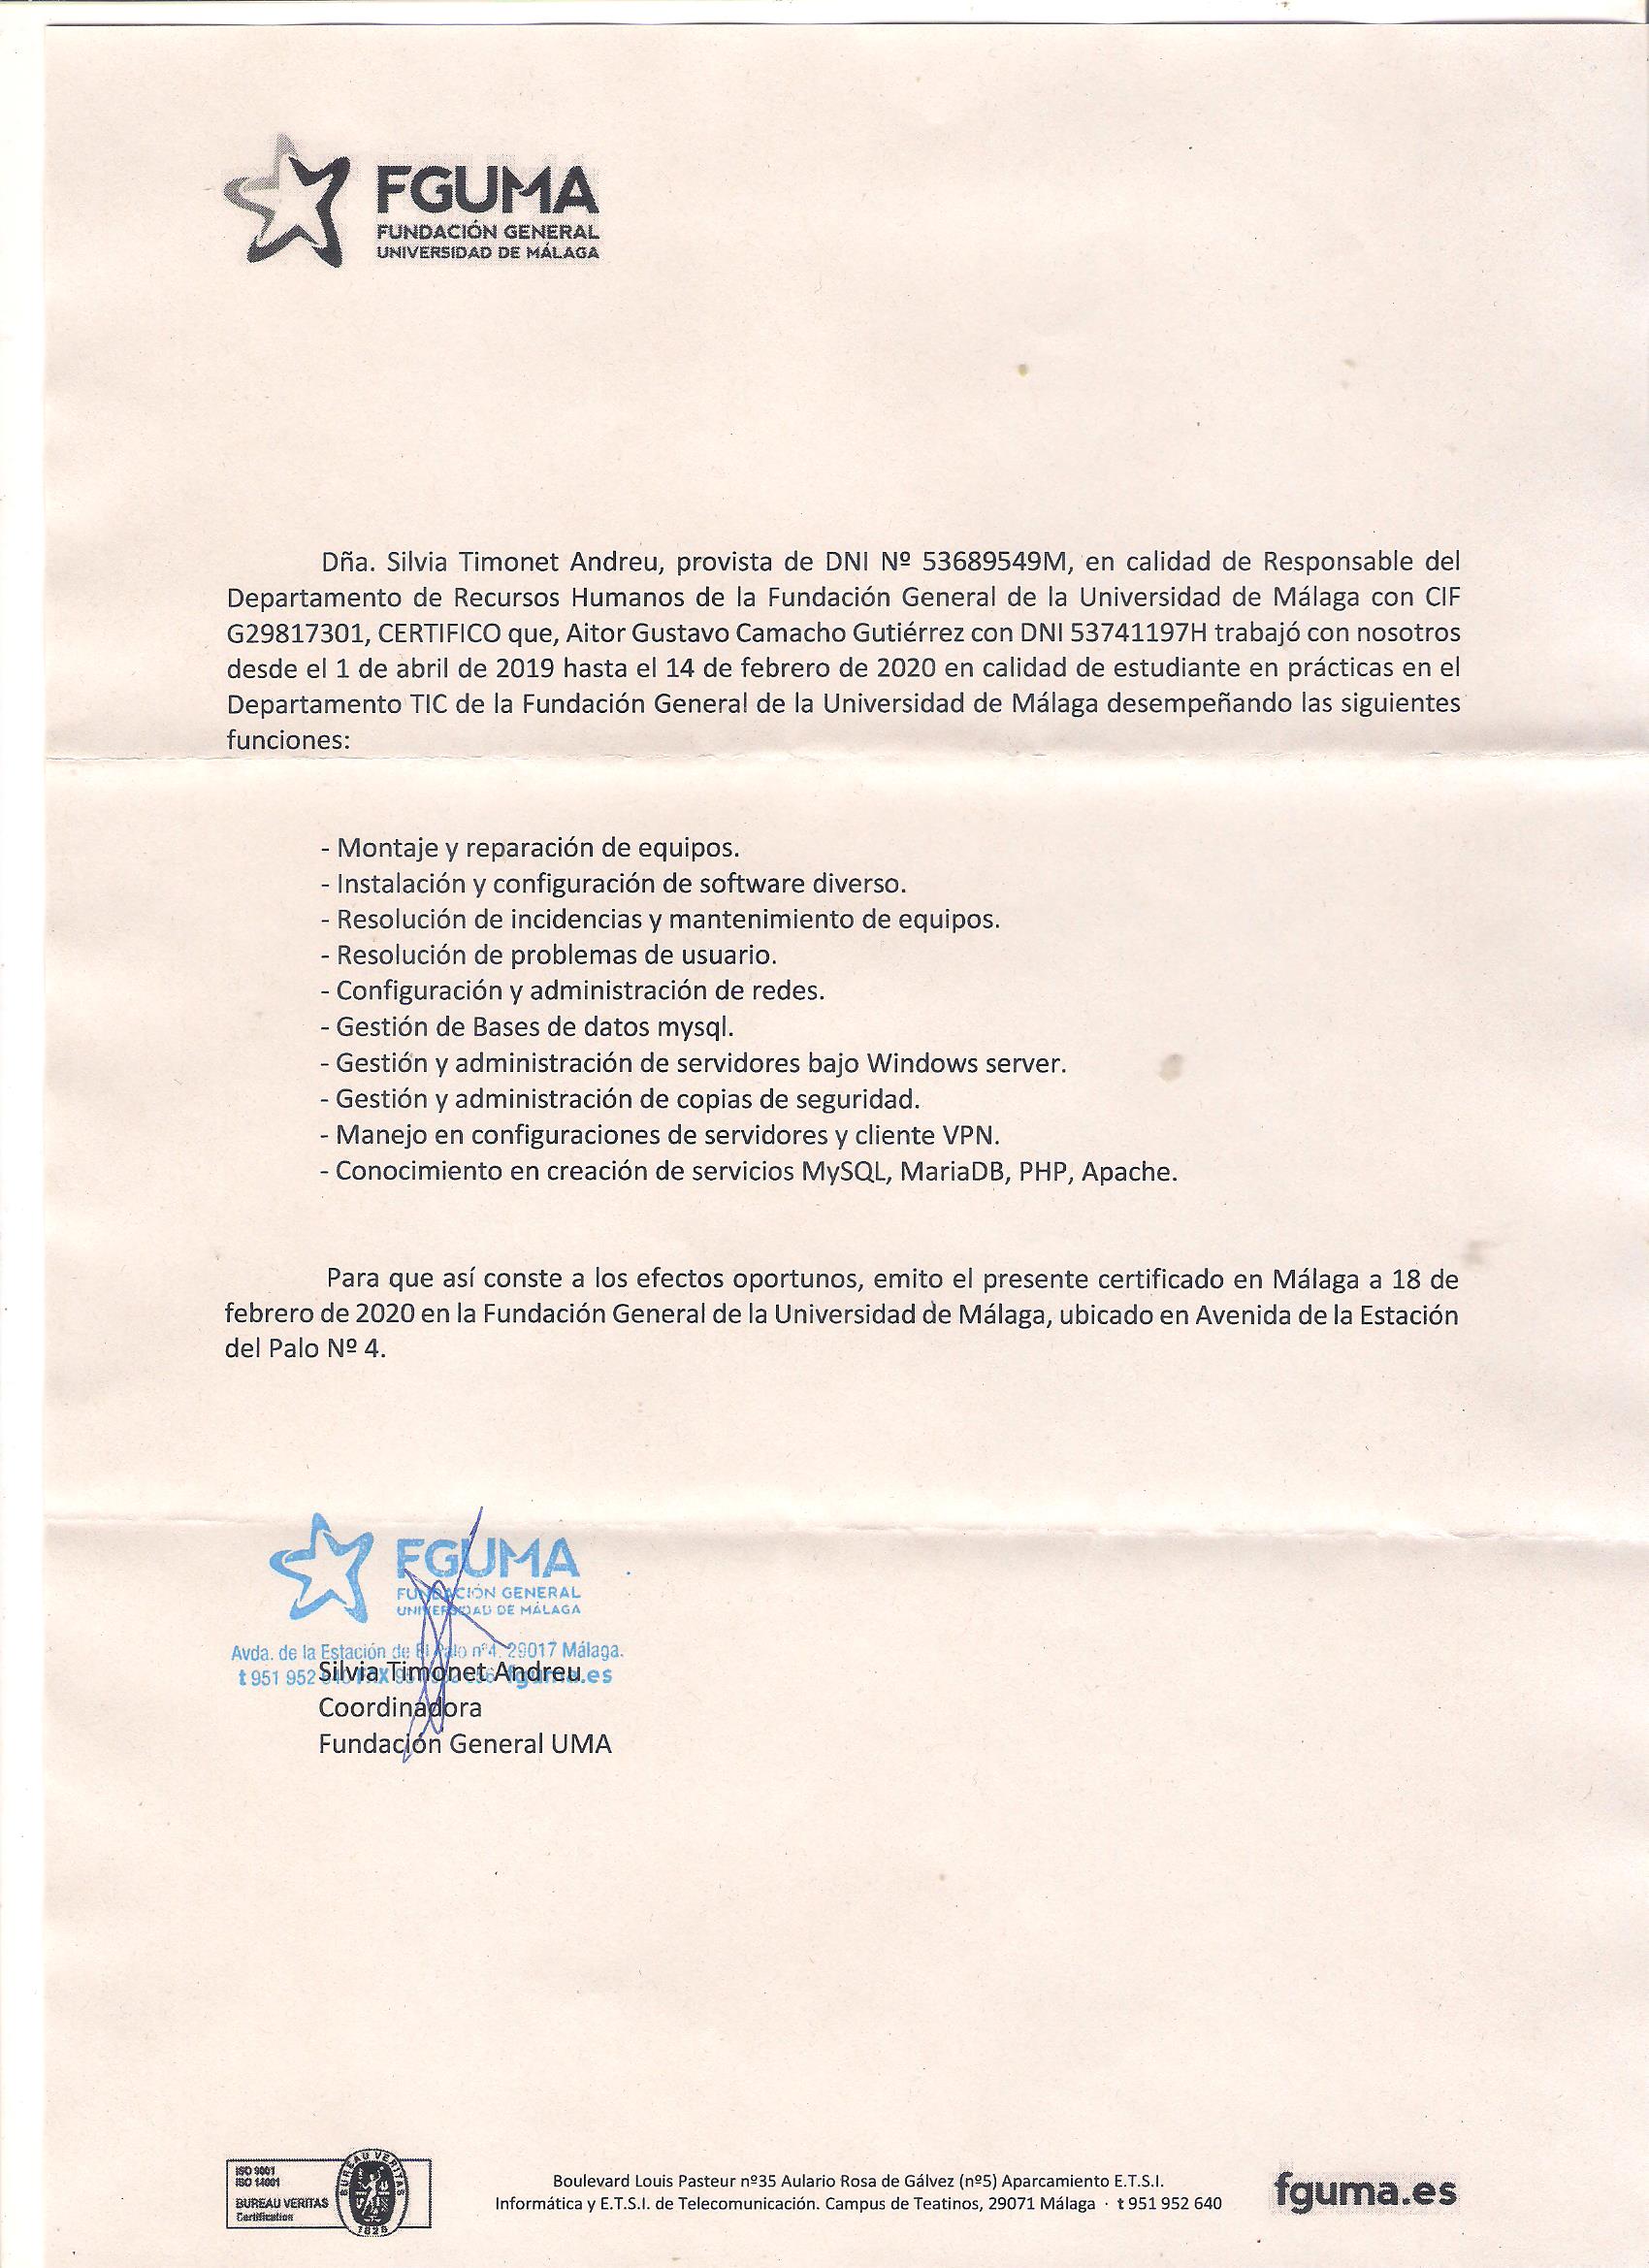 FGUMA
FUNDACIÓN GENERAL
UNIVERSIDAD DE MÁLAGA
Dña. Silvia Timonet Andreu, provista de DNI Nº 53689549M, en calidad de Responsable del
Departamento de Recursos Humanos de la Fundación General de la Universidad de Málaga con CIF
G29817301, CERTIFICO que, Aitor Gustavo Camacho Gutiérrez con DNI 53741197H trabajó con nosotros
desde el 1 de abril de 2019 hasta el 14 de febrero de 2020 en calidad de estudiante en prácticas en el
Departamento TIC de la Fundación General de la Universidad de Málaga desempeñando las siguientes
funciones:
- Montaje y reparación de equipos.
- Instalación y configuración de software diverso.
- Resolución de incidencias y mantenimiento de equipos.
- Resolución de problemas de usuario.
- Configuración y administración de redes.
- Gestión de Bases de datos mysql.
- Gestión y administración de servidores bajo Windows server.
- Gestión y administración de copias de seguridad.
- Manejo en configuraciones de servidores y cliente VPN.
- Conocimiento en creación de servicios MySQL, MariaDB, PHP, Apache.
Para que así conste a los efectos oportunos, emito el presente certificado en Málaga a 18 de
febrero de 2020 en la Fundación General de la Universidad de Málaga, ubicado en Avenida de la Estación
del Palo Nº 4.
FGUMA
FUNDACIÓN GENERAL
UNIVERSIDAD DE MÁLAGA
Avda. de la Estación de El Palo nº4. 29017 Málaga.
t 951 952 fguma.es
Silvia Timonet Andreu
Coordinadora
Fundación General UMA
ISO 9001
ISO 14001
BUREAU VERITAS
Certification
BUREAU VERITAS
1828
Boulevard Louis Pasteur nº35 Aulario Rosa de Gálvez (nº5) Aparcamiento E.T.S.I.
Informática y E.T.S.I. de Telecomunicación. Campus de Teatinos, 29071 Málaga · t 951 952 640
fguma.es